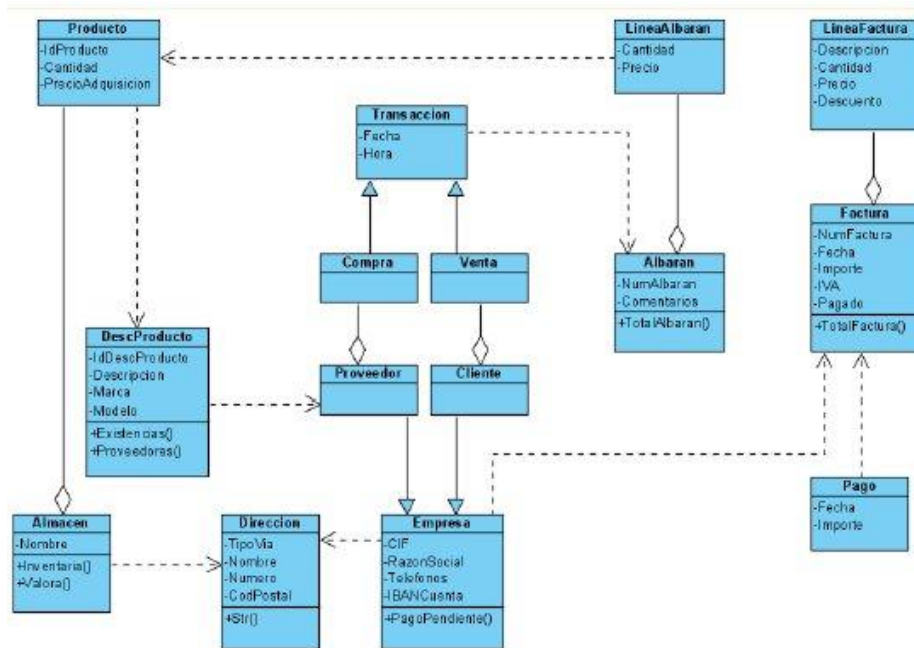 Producto
-IdProducto
-Cantidad
-PrecioAdquisicion
LineaAlbaran
-Cantidad
-Precio
LineaFactura
-Descripcion
-Cantidad
-Precio
-Descuento
Transaccion
-Fecha
-Hora
Compra
Venta
Albaran
-NumAlbaran
-Comentarios
+TotalAlbaran()
Factura
-NumFactura
-Fecha
-Importe
-IVA
-Pagado
+TotalFactura()
DescProducto
-IdDescProducto
-Descripcion
-Marca
-Modelo
+Existencias()
+Proveedores()
Proveedor
Cliente
Almacen
-Nombre
+Inventaria()
+Valora()
Direccion
-TipoVia
-Nombre
-Numero
-CodPostal
+Str()
Empresa
-CIF
-RazonSocial
-Telefonos
-IBANCuenta
+PagoPendiente()
Pago
-Fecha
-Importe